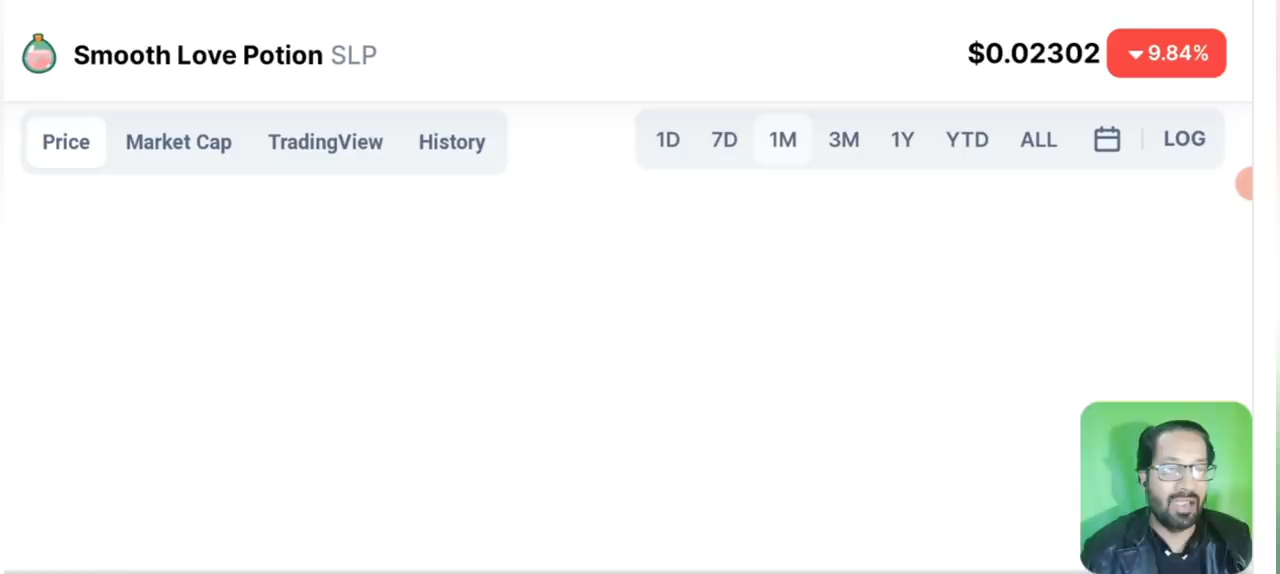 Smooth Love Potion SLP $0.02302 9.84%
Price Market Cap TradingView History 1D 7D 1M 3M 1Y YTD ALL LOG